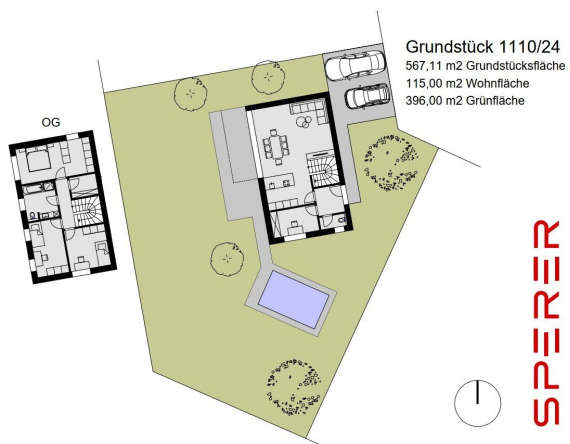 Grundstück 1110/24
567,11 m2 Grundstücksfläche
115,00 m2 Wohnfläche
396,00 m2 Grünfläche
OG
SPERER